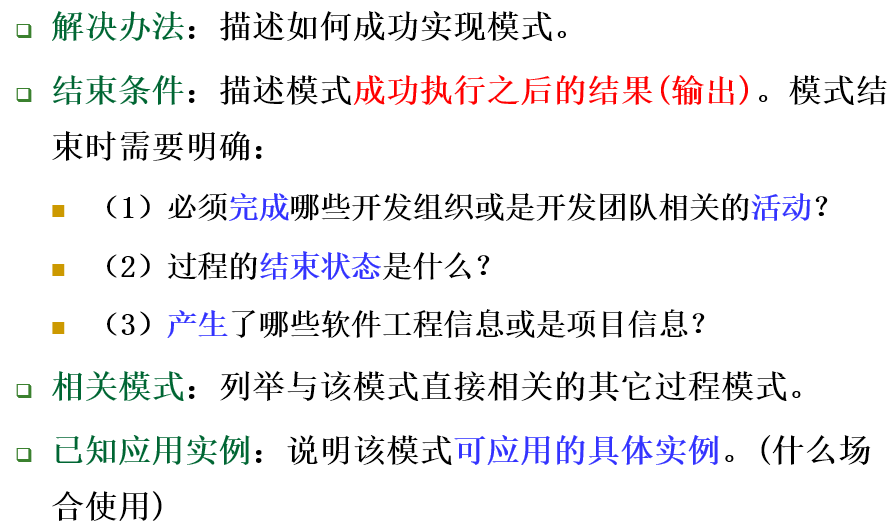 解决办法：描述如何成功实现模式。
结束条件：描述模式成功执行之后的结果(输出)。模式结
束时需要明确：
（1）必须完成哪些开发组织或是开发团队相关的活动？
（2）过程的结束状态是什么？
（3）产生了哪些软件工程信息或是项目信息？
相关模式：列举与该模式直接相关的其它过程模式。
已知应用实例：说明该模式可应用的具体实例。(什么场
合使用)